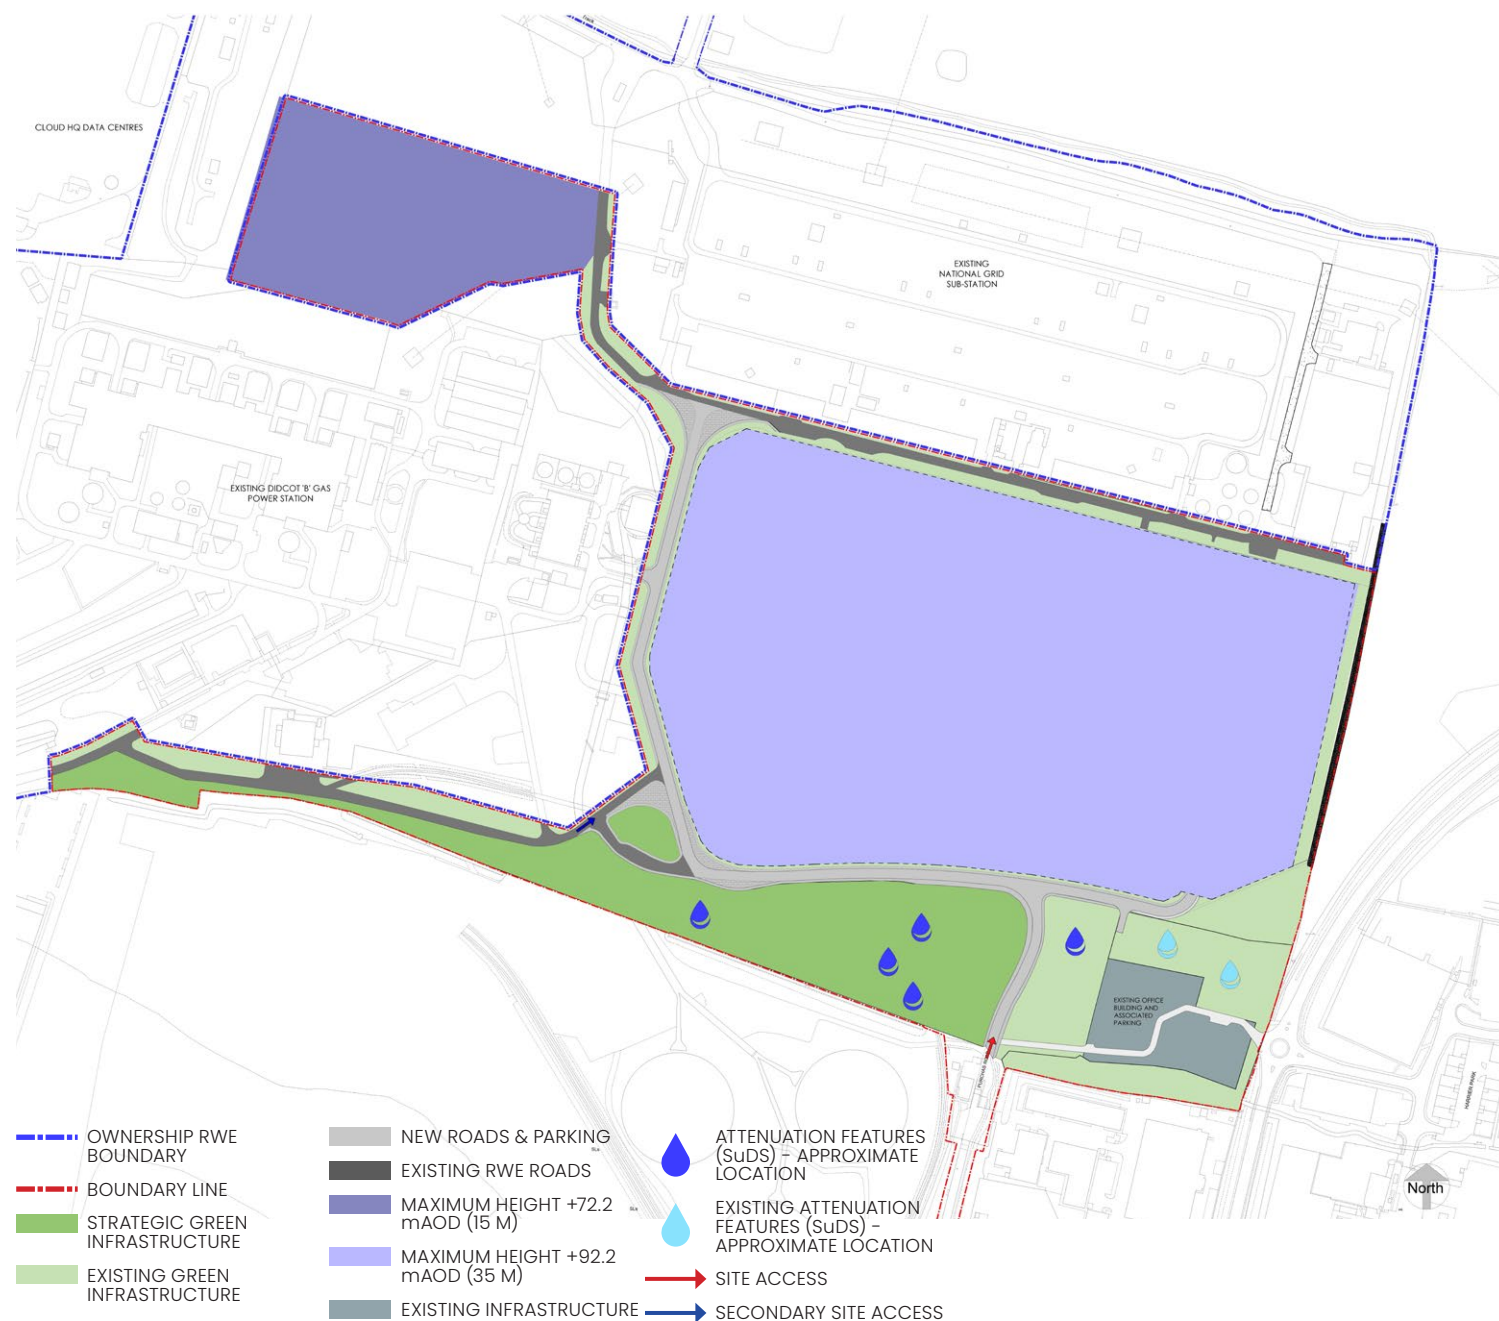 Track
CLOUD HQ DATA CENTRES
EXISTING
NATIONAL GRID
SUB-STATION
EXISTING DIDCOT 'B' GAS
POWER STATION
EXISTING OFFICE
BUILDING AND
ASSOCIATED
PARKING
HARRIER PARK
North
OWNERSHIP RWE
BOUNDARY
BOUNDARY LINE
STRATEGIC GREEN
INFRASTRUCTURE
EXISTING GREEN
INFRASTRUCTURE
NEW ROADS & PARKING
EXISTING RWE ROADS
MAXIMUM HEIGHT +72.2
mAOD (15 M)
MAXIMUM HEIGHT +92.2
mAOD (35 M)
EXISTING INFRASTRUCTURE
ATTENUATION FEATURES
(SuDS) - APPROXIMATE
LOCATION
EXISTING ATTENUATION
FEATURES (SuDS) -
APPROXIMATE LOCATION
SITE ACCESS
SECONDARY SITE ACCESS